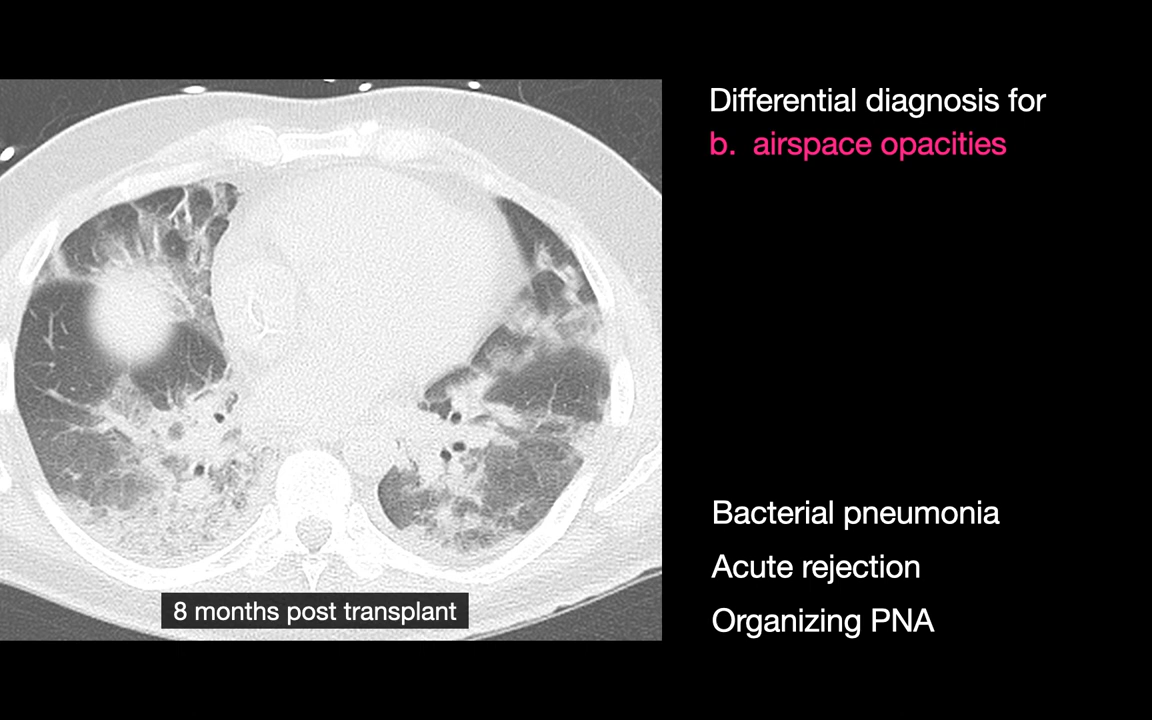 Differential diagnosis for
b. airspace opacities
Bacterial pneumonia
Acute rejection
Organizing PNA
8 months post transplant